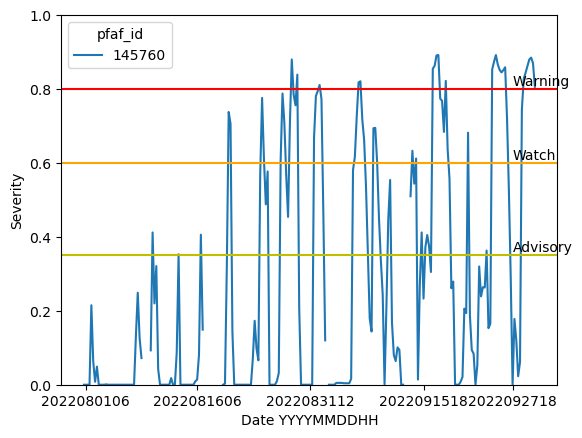 pfaf_id
145760
1.0
0.8
0.6
0.4
0.2
0.0
Severity
Warning
Watch
Advisory
2022080106
2022081606
2022083112
2022091518
2022092718
Date YYYYMMDDHH